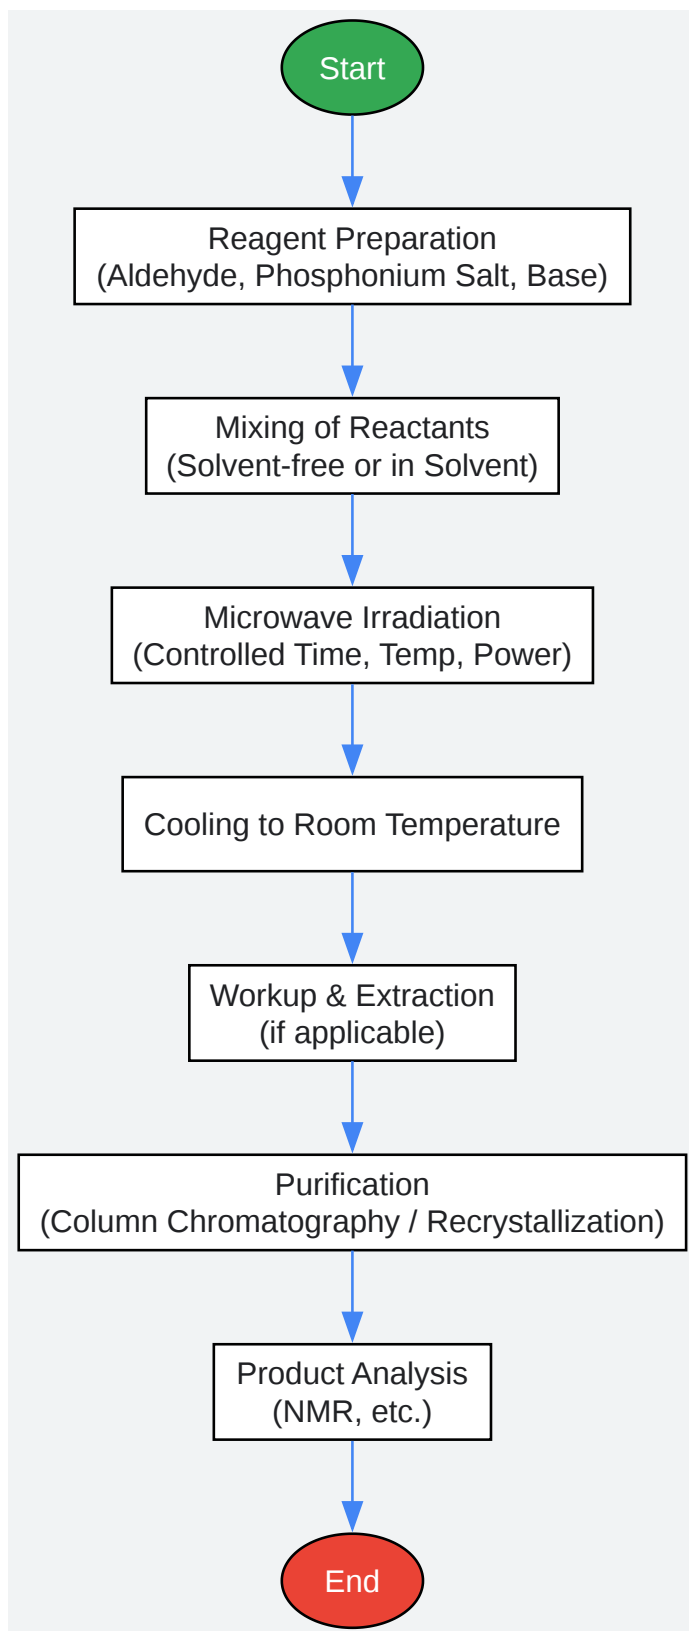 Start
Reagent Preparation
(Aldehyde, Phosphonium Salt, Base)
Mixing of Reactants
(Solvent-free or in Solvent)
Microwave Irradiation
(Controlled Time, Temp, Power)
Cooling to Room Temperature
Workup & Extraction
(if applicable)
Purification
(Column Chromatography / Recrystallization)
Product Analysis
(NMR, etc.)
End